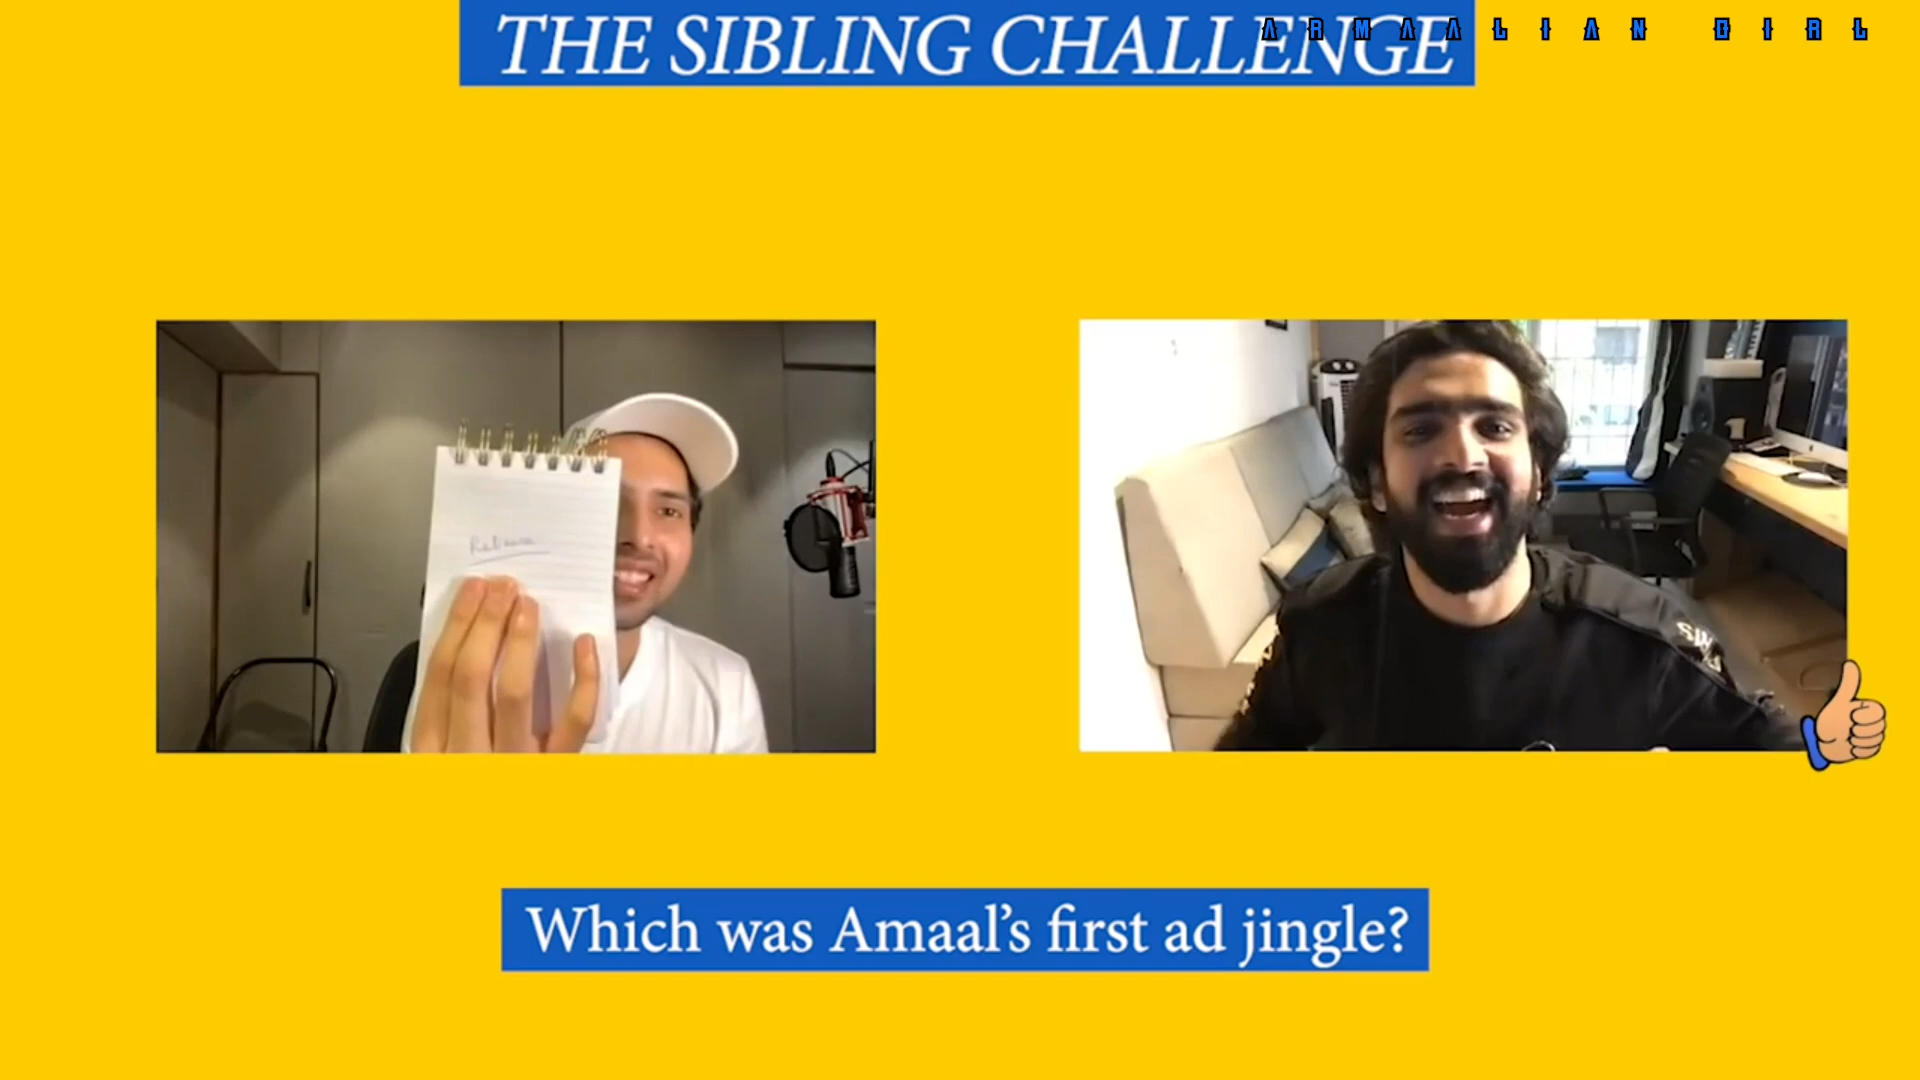 THE SIBLING CHALLENGE
ARMAALIAN GIRL
Which was Amaal's first ad jingle?